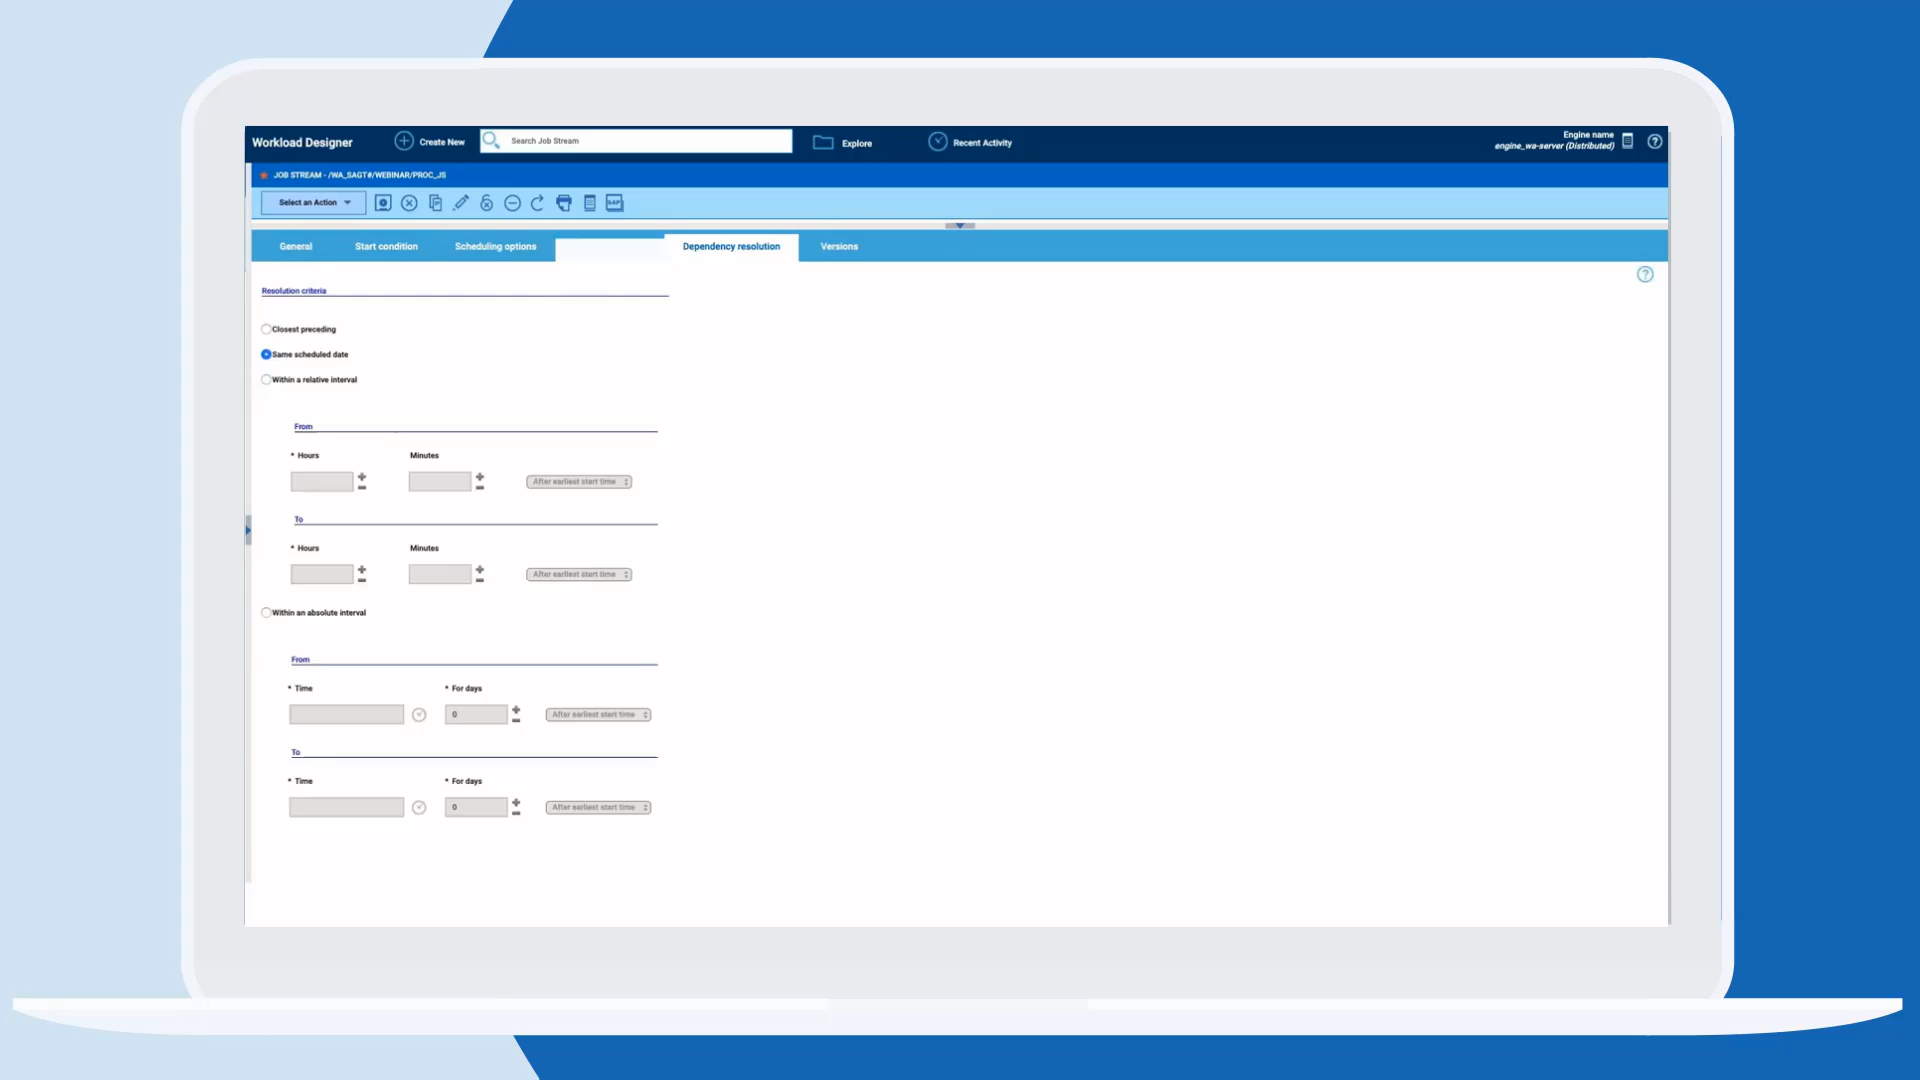 Workload Designer Create New Search Job Stream Explore Recent Activity Engine name
engine_wa-server (Distributed)
JOB STREAM - /WA_SAGT#/WEBINAR/PROC_JS
Select an Action SAP
General Start condition Scheduling options Dependency resolution Versions
Resolution criteria
Closest preceding
Same scheduled date
Within a relative interval
From
* Hours Minutes
After earliest start time
To
* Hours Minutes
After earliest start time
Within an absolute interval
From
* Time * For days
0 After earliest start time
To
* Time * For days
0 After earliest start time